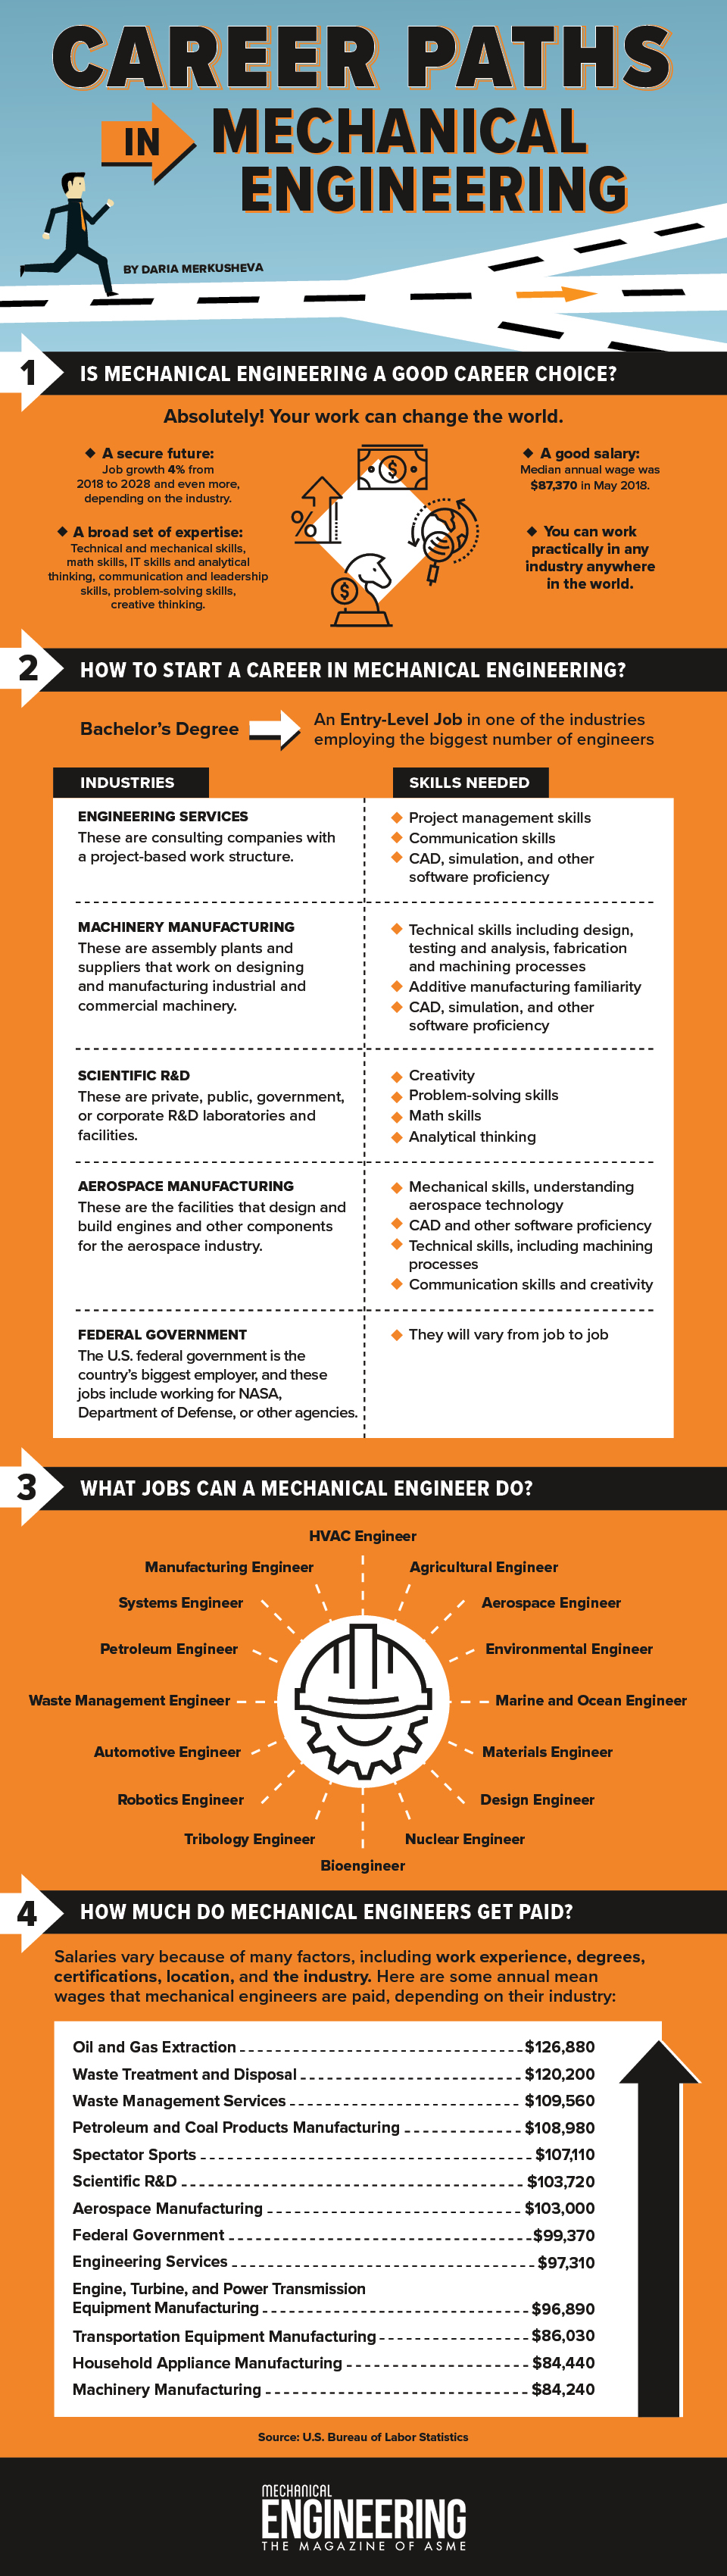 CAREER PATHS
IN
MECHANICAL
ENGINEERING
BY DARIA MERKUSHEVA
1
IS MECHANICAL ENGINEERING A GOOD CAREER CHOICE?
Absolutely! Your work can change the world.
A secure future:
Job growth 4% from
2018 to 2028 and even more,
depending on the industry.
A broad set of expertise:
Technical and mechanical skills,
math skills, IT skills and analytical
thinking, communication and leadership
skills, problem-solving skills,
creative thinking.
$
%
$
A good salary:
Median annual wage was
$87,370 in May 2018.
You can work
practically in any
industry anywhere
in the world.
2
HOW TO START A CAREER IN MECHANICAL ENGINEERING?
Bachelor's Degree
An Entry-Level Job in one of the industries
employing the biggest number of engineers
INDUSTRIES
SKILLS NEEDED
ENGINEERING SERVICES
These are consulting companies with
a project-based work structure.
Project management skills
Communication skills
CAD, simulation, and other
software proficiency
MACHINERY MANUFACTURING
These are assembly plants and
suppliers that work on designing
and manufacturing industrial and
commercial machinery.
Technical skills including design,
testing and analysis, fabrication
and machining processes
Additive manufacturing familiarity
CAD, simulation, and other
software proficiency
SCIENTIFIC R&D
These are private, public, government,
or corporate R&D laboratories and
facilities.
Creativity
Problem-solving skills
Math skills
Analytical thinking
AEROSPACE MANUFACTURING
These are the facilities that design and
build engines and other components
for the aerospace industry.
Mechanical skills, understanding
aerospace technology
CAD and other software proficiency
Technical skills, including machining
processes
Communication skills and creativity
FEDERAL GOVERNMENT
The U.S. federal government is the
country's biggest employer, and these
jobs include working for NASA,
Department of Defense, or other agencies.
They will vary from job to job
3
WHAT JOBS CAN A MECHANICAL ENGINEER DO?
HVAC Engineer
Manufacturing Engineer
Agricultural Engineer
Systems Engineer
Aerospace Engineer
Petroleum Engineer
Environmental Engineer
Waste Management Engineer
Marine and Ocean Engineer
Automotive Engineer
Materials Engineer
Robotics Engineer
Design Engineer
Tribology Engineer
Nuclear Engineer
Bioengineer
4
HOW MUCH DO MECHANICAL ENGINEERS GET PAID?
Salaries vary because of many factors, including work experience, degrees,
certifications, location, and the industry. Here are some annual mean
wages that mechanical engineers are paid, depending on their industry:
Oil and Gas Extraction $126,880
Waste Treatment and Disposal $120,200
Waste Management Services $109,560
Petroleum and Coal Products Manufacturing $108,980
Spectator Sports $107,110
Scientific R&D $103,720
Aerospace Manufacturing $103,000
Federal Government $99,370
Engineering Services $97,310
Engine, Turbine, and Power Transmission
Equipment Manufacturing $96,890
Transportation Equipment Manufacturing $86,030
Household Appliance Manufacturing $84,440
Machinery Manufacturing $84,240
Source: U.S. Bureau of Labor Statistics
MECHANICAL
ENGINEERING
THE MAGAZINE OF ASME